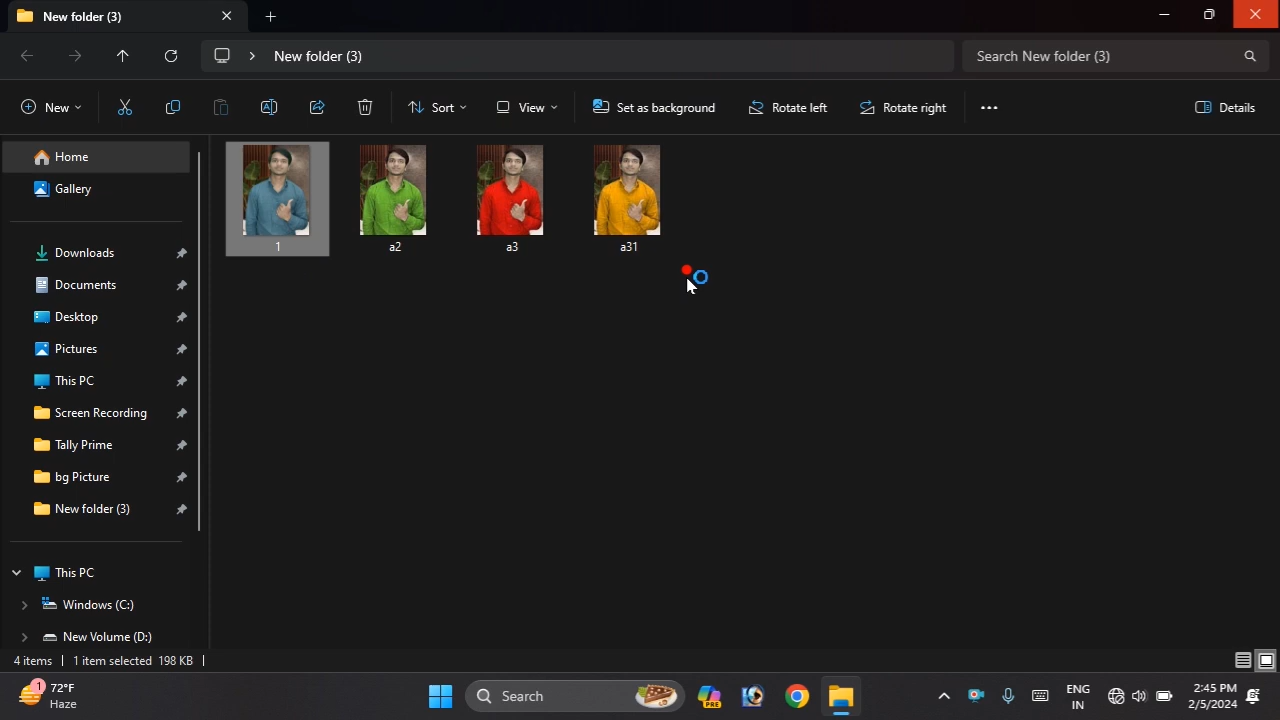 New folder (3)
New folder (3)
Search New folder (3)
New
Sort
View
Set as background
Rotate left
Rotate right
Details
Home
Gallery
1
a2
a3
a31
Downloads
Documents
Desktop
Pictures
This PC
Screen Recording
Tally Prime
bg Picture
New folder (3)
This PC
Windows (C:)
New Volume (D:)
4 items
1 item selected 198 KB
1
72°F
Haze
Search
PRE
ENG
IN
2:45 PM
2/5/2024